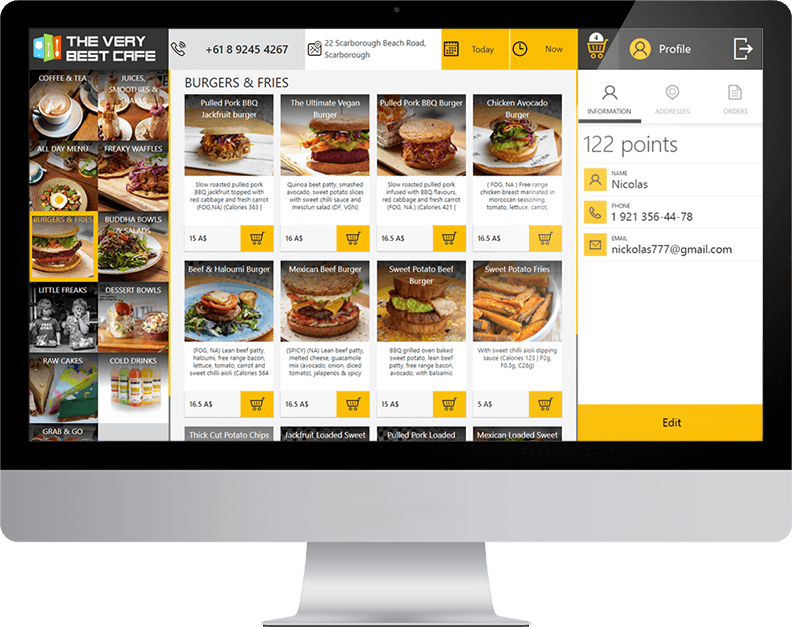 THE VERY
BEST CAFE
+61 8 9245 4267
22 Scarborough Beach Road,
Scarborough
Today
Now
4
Profile
COFFEE & TEA
JUICES,
SMOOTHIES &
SHAKES
ALL DAY MENU
FREAKY WAFFLES
BURGERS & FRIES
BUDDHA BOWLS
& SALADS
LITTLE FREAKS
DESSERT BOWLS
RAW CAKES
COLD DRINKS
GRAB & GO
BURGERS & FRIES
Pulled Pork BBQ
Jackfruit burger
Slow roasted pulled pork
BBQ jackfruit topped with
red cabbage and fresh carrot
(FOG,NA) (Calories 363 [
15 A$
The Ultimate Vegan
Burger
Quinoa beet patty, smashed
avocado, sweet potato slices
with sweet chilli sauce and
mesclun salad (DF, VGN)
16 A$
Pulled Pork BBQ Burger
Slow roasted pulled pork
infused with BBQ flavours,
red cabbage and fresh carrot
(FOG, NA ) (Calories 421 |
16.5 A$
Chicken Avocado
Burger
( FOG, NA ) Free range
chicken breast marinated in
moroccan seasoning,
tomato, lettuce, carrot,
16.5 A$
Beef & Haloumi Burger
(FOG, NA) Lean beef patty,
haloumi, free range bacon,
lettuce, tomato, carrot and
sweet chilli aioli (Calories 564
16.5 A$
Mexican Beef Burger
(SPICY) (NA) Lean beef patty,
melted cheese, guacamole
mix (avocado, onion, diced
tomato), jalapenos & spicy
16.5 A$
Sweet Potato Beef
Burger
BBQ grilled oven baked
sweet potato, lean beef
patty, free range bacon,
avocado, with balsamic
15 A$
Sweet Potato Fries
With sweet chilli aioli dipping
sauce (Calories 123 | P2g,
F0.3g, C28g)
5 A$
Thick Cut Potato Chips
Jackfruit Loaded Sweet
Pulled Pork Loaded
Mexican Loaded Sweet
INFORMATION
ADDRESSES
ORDERS
122 points
NAME
Nicolas
PHONE
1 921 356-44-78
EMAIL
nickolas777@gmail.com
Edit